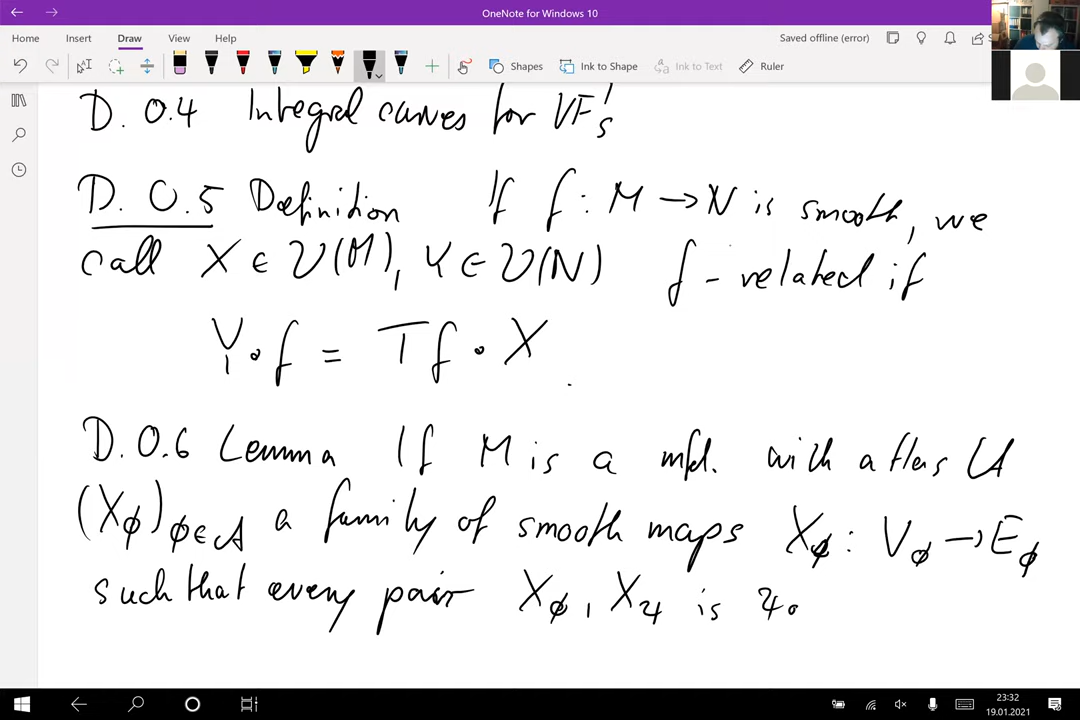 OneNote for Windows 10
Home Insert Draw View Help Saved offline (error)
Shapes Ink to Shape Ink to Text Ruler
D. 0.4 Integral curves for VF's
D. 0.5 Definition If f : M → N is smooth, we
call X ∈ 𝒱(M), Y ∈ 𝒱(N) f - related if
Y∘f = Tf∘X .
D. 0.6 Lemma If M is a mfd. with atlas 𝒜
(X_ϕ)_ϕ∈𝒜 a family of smooth maps X_ϕ : V_ϕ → E_ϕ
such that every pair X_ϕ, X_ψ is ψ∘
23:32
19.01.2021